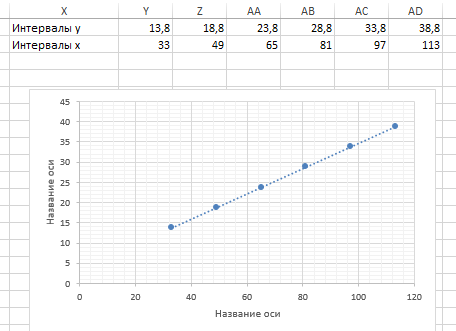 X Y Z AA AB AC AD
Интервалы y 13,8 18,8 23,8 28,8 33,8 38,8
Интервалы x 33 49 65 81 97 113
45
40
35
30
25
20
15
10
5
0
Название оси
0 20 40 60 80 100 120
Название оси